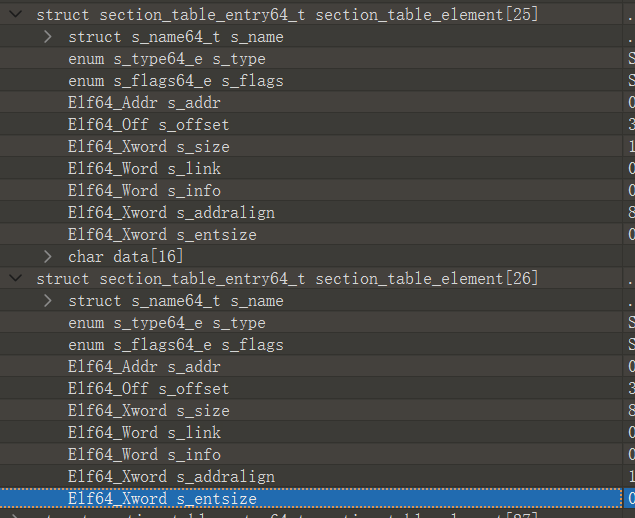 struct section_table_entry64_t section_table_element[25] .
struct s_name64_t s_name .
enum s_type64_e s_type S
enum s_flags64_e s_flags S
Elf64_Addr s_addr 0
Elf64_Off s_offset 3
Elf64_Xword s_size 1
Elf64_Word s_link 0
Elf64_Word s_info 0
Elf64_Xword s_addralign 8
Elf64_Xword s_entsize 0
char data[16]
struct section_table_entry64_t section_table_element[26] .
struct s_name64_t s_name .
enum s_type64_e s_type S
enum s_flags64_e s_flags S
Elf64_Addr s_addr 0
Elf64_Off s_offset 3
Elf64_Xword s_size 8
Elf64_Word s_link 0
Elf64_Word s_info 0
Elf64_Xword s_addralign 1
Elf64_Xword s_entsize 0